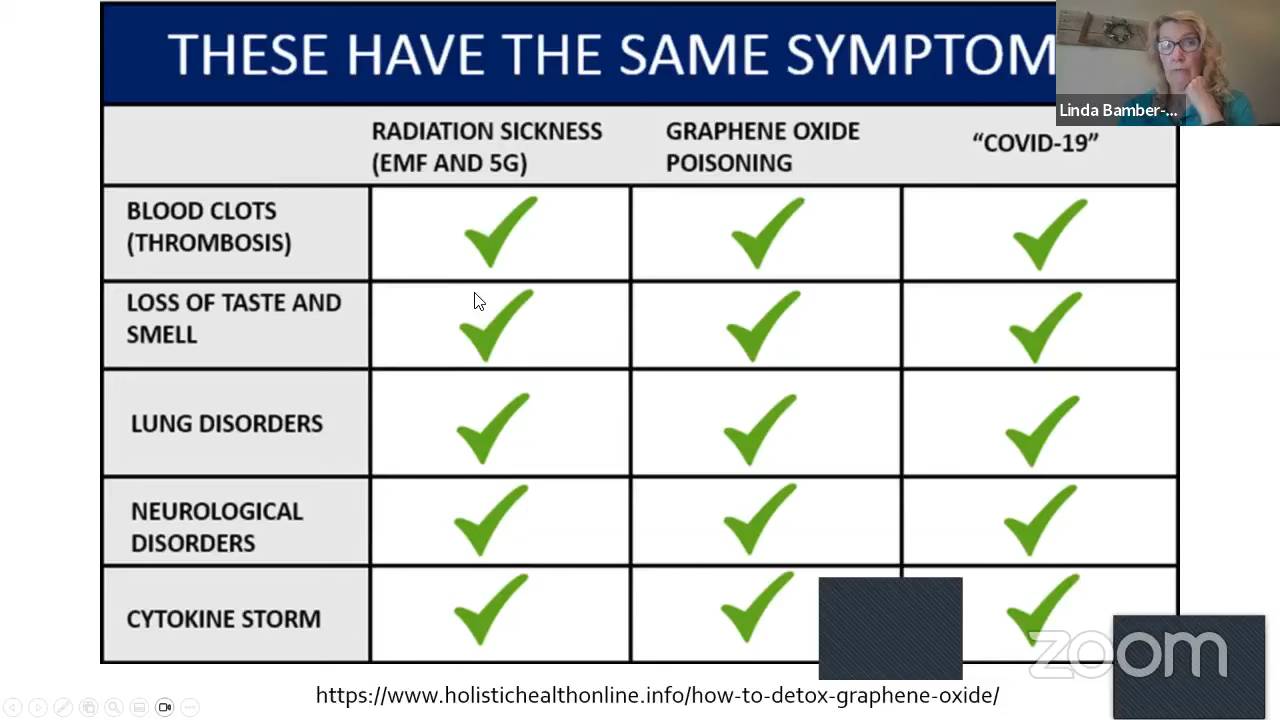 THESE HAVE THE SAME SYMPTOM
Linda Bamber-...
RADIATION SICKNESS
(EMF AND 5G)
GRAPHENE OXIDE
POISONING
“COVID-19”
BLOOD CLOTS
(THROMBOSIS)
LOSS OF TASTE AND
SMELL
LUNG DISORDERS
NEUROLOGICAL
DISORDERS
CYTOKINE STORM
zoom
https://www.holistichealthonline.info/how-to-detox-graphene-oxide/